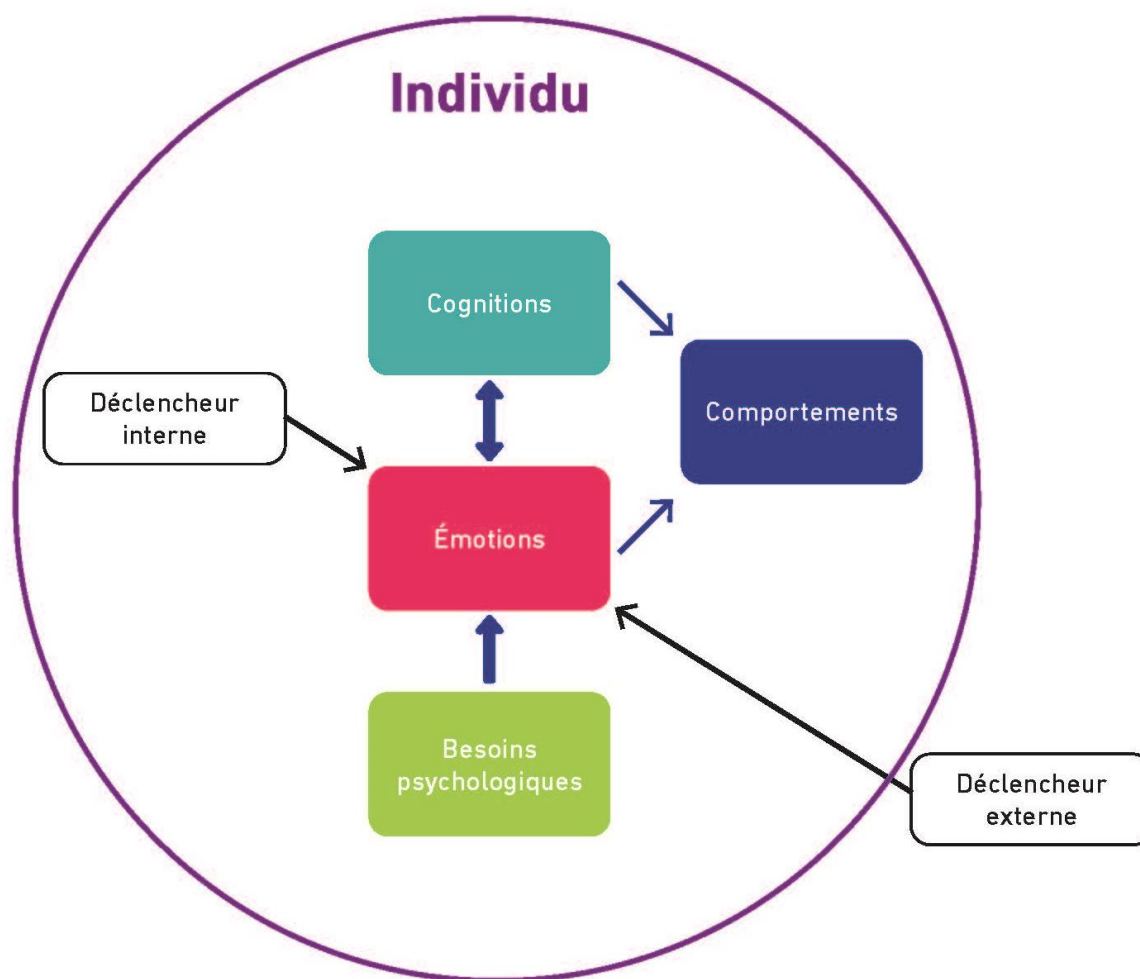 Individu
Cognitions
Comportements
Déclencheur
interne
Émotions
Besoins
psychologiques
Déclencheur
externe